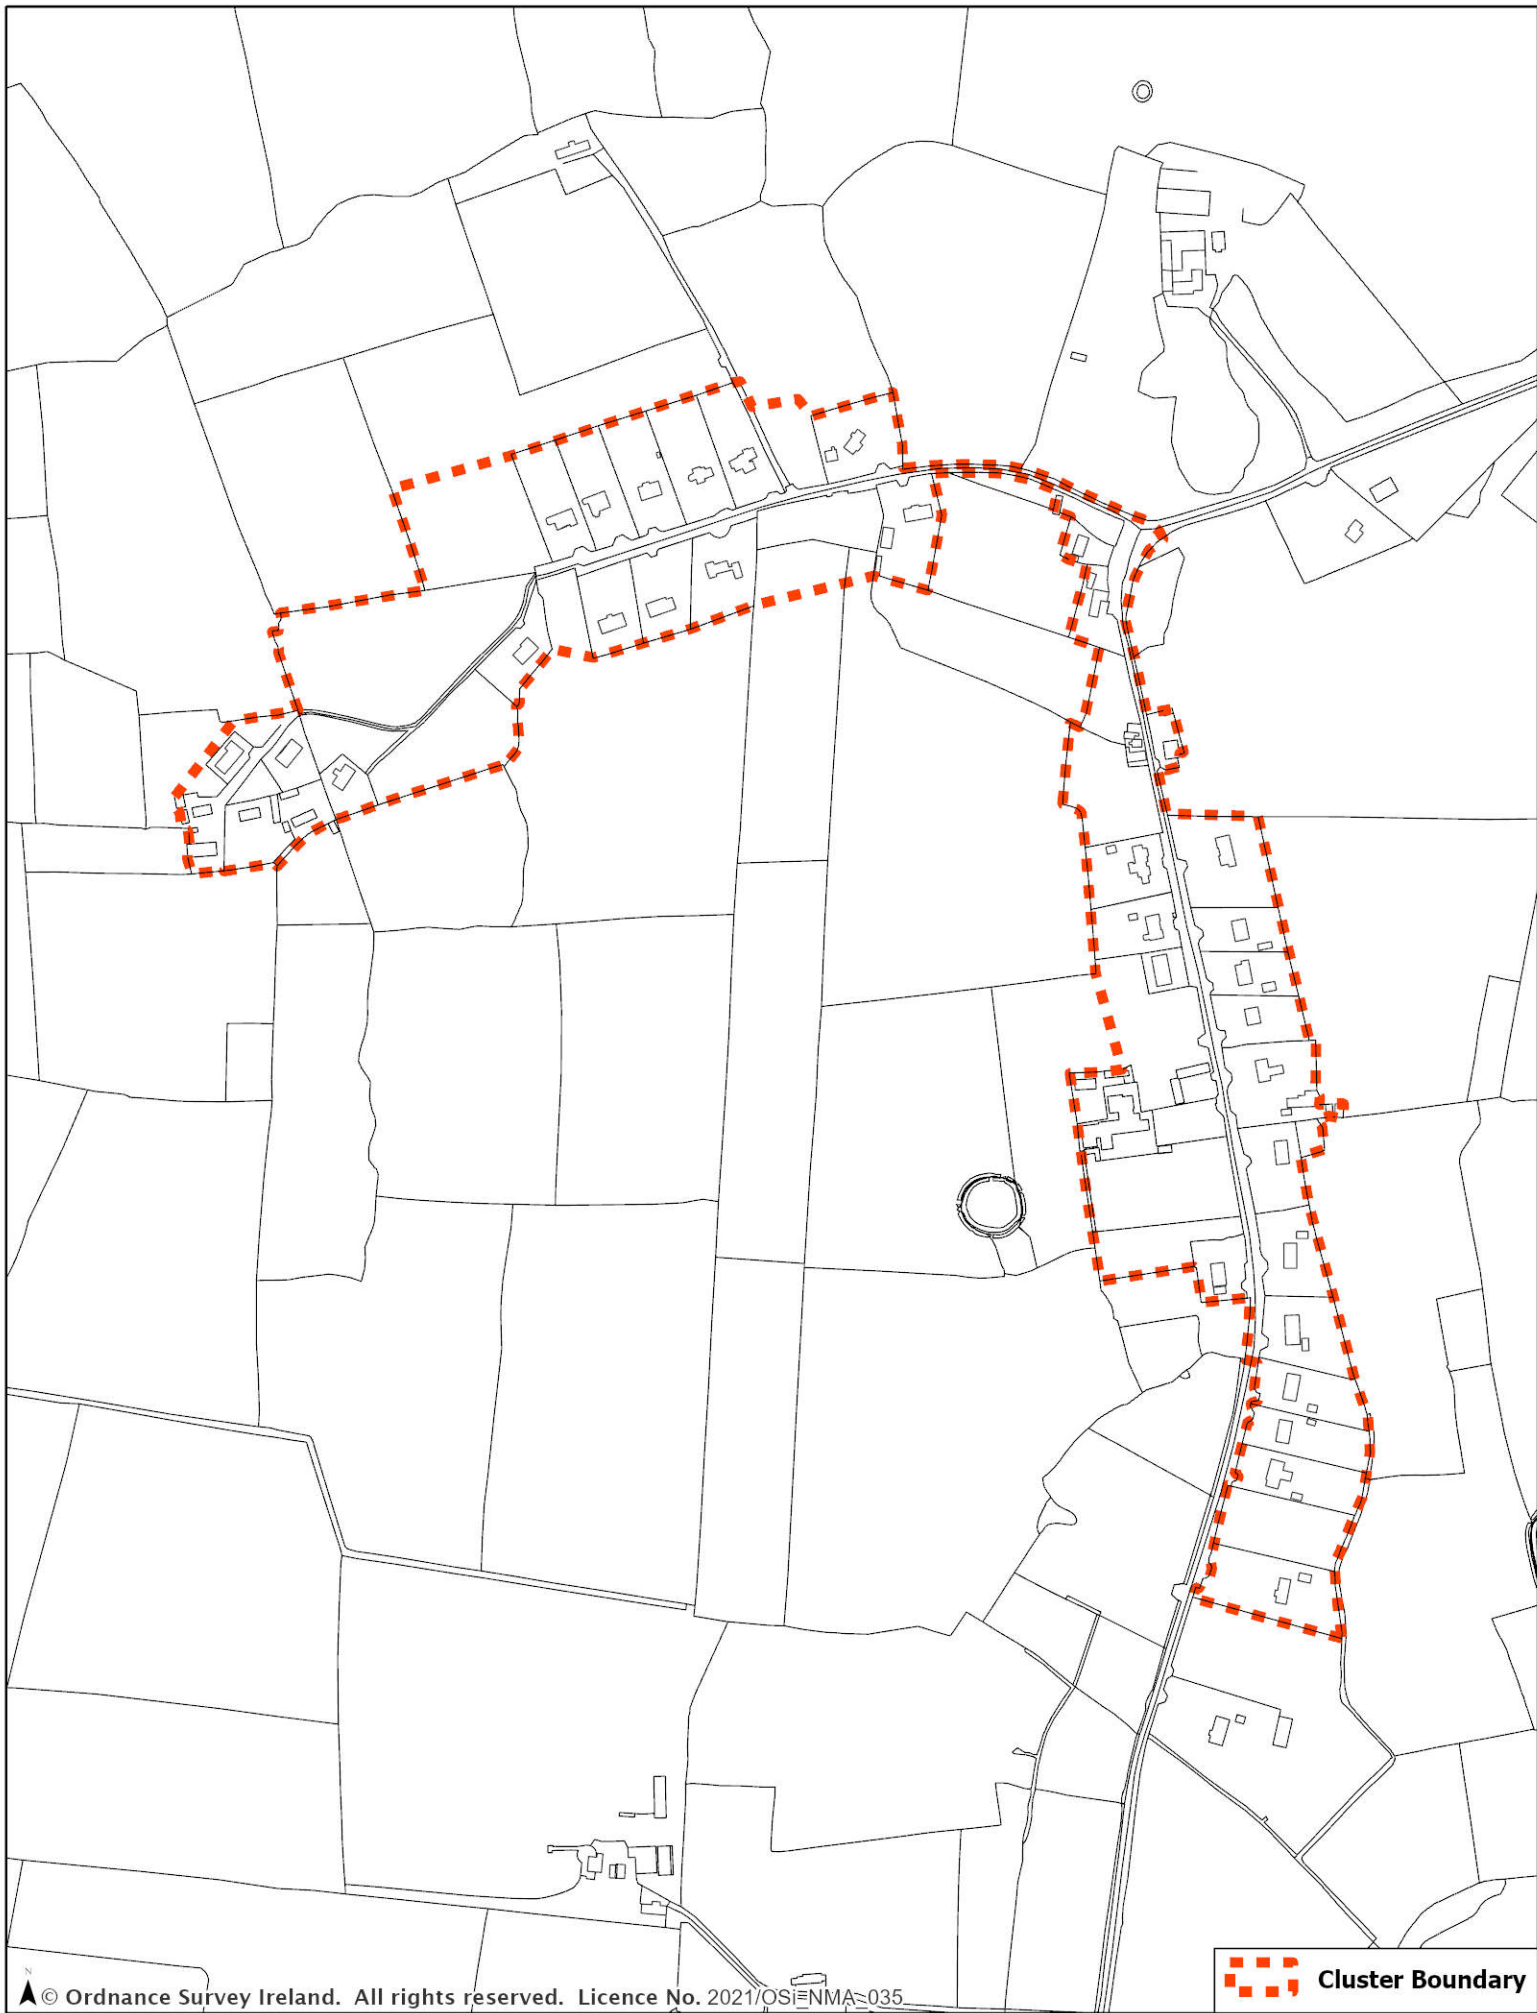 Cluster Boundary
N
© Ordnance Survey Ireland. All rights reserved. Licence No. 2021/OSi_NMA_035